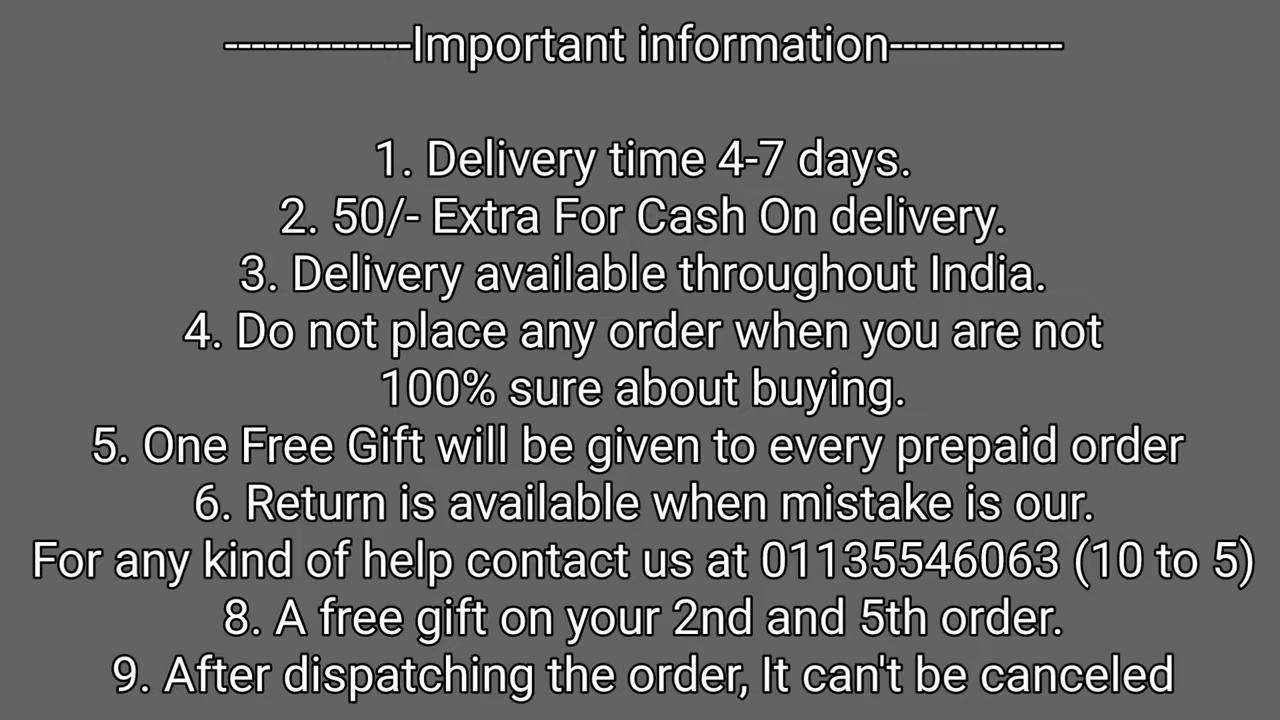 --------------Important information-------------
1. Delivery time 4-7 days.
2. 50/- Extra For Cash On delivery.
3. Delivery available throughout India.
4. Do not place any order when you are not
100% sure about buying.
5. One Free Gift will be given to every prepaid order
6. Return is available when mistake is our.
For any kind of help contact us at 01135546063 (10 to 5)
8. A free gift on your 2nd and 5th order.
9. After dispatching the order, It can't be canceled